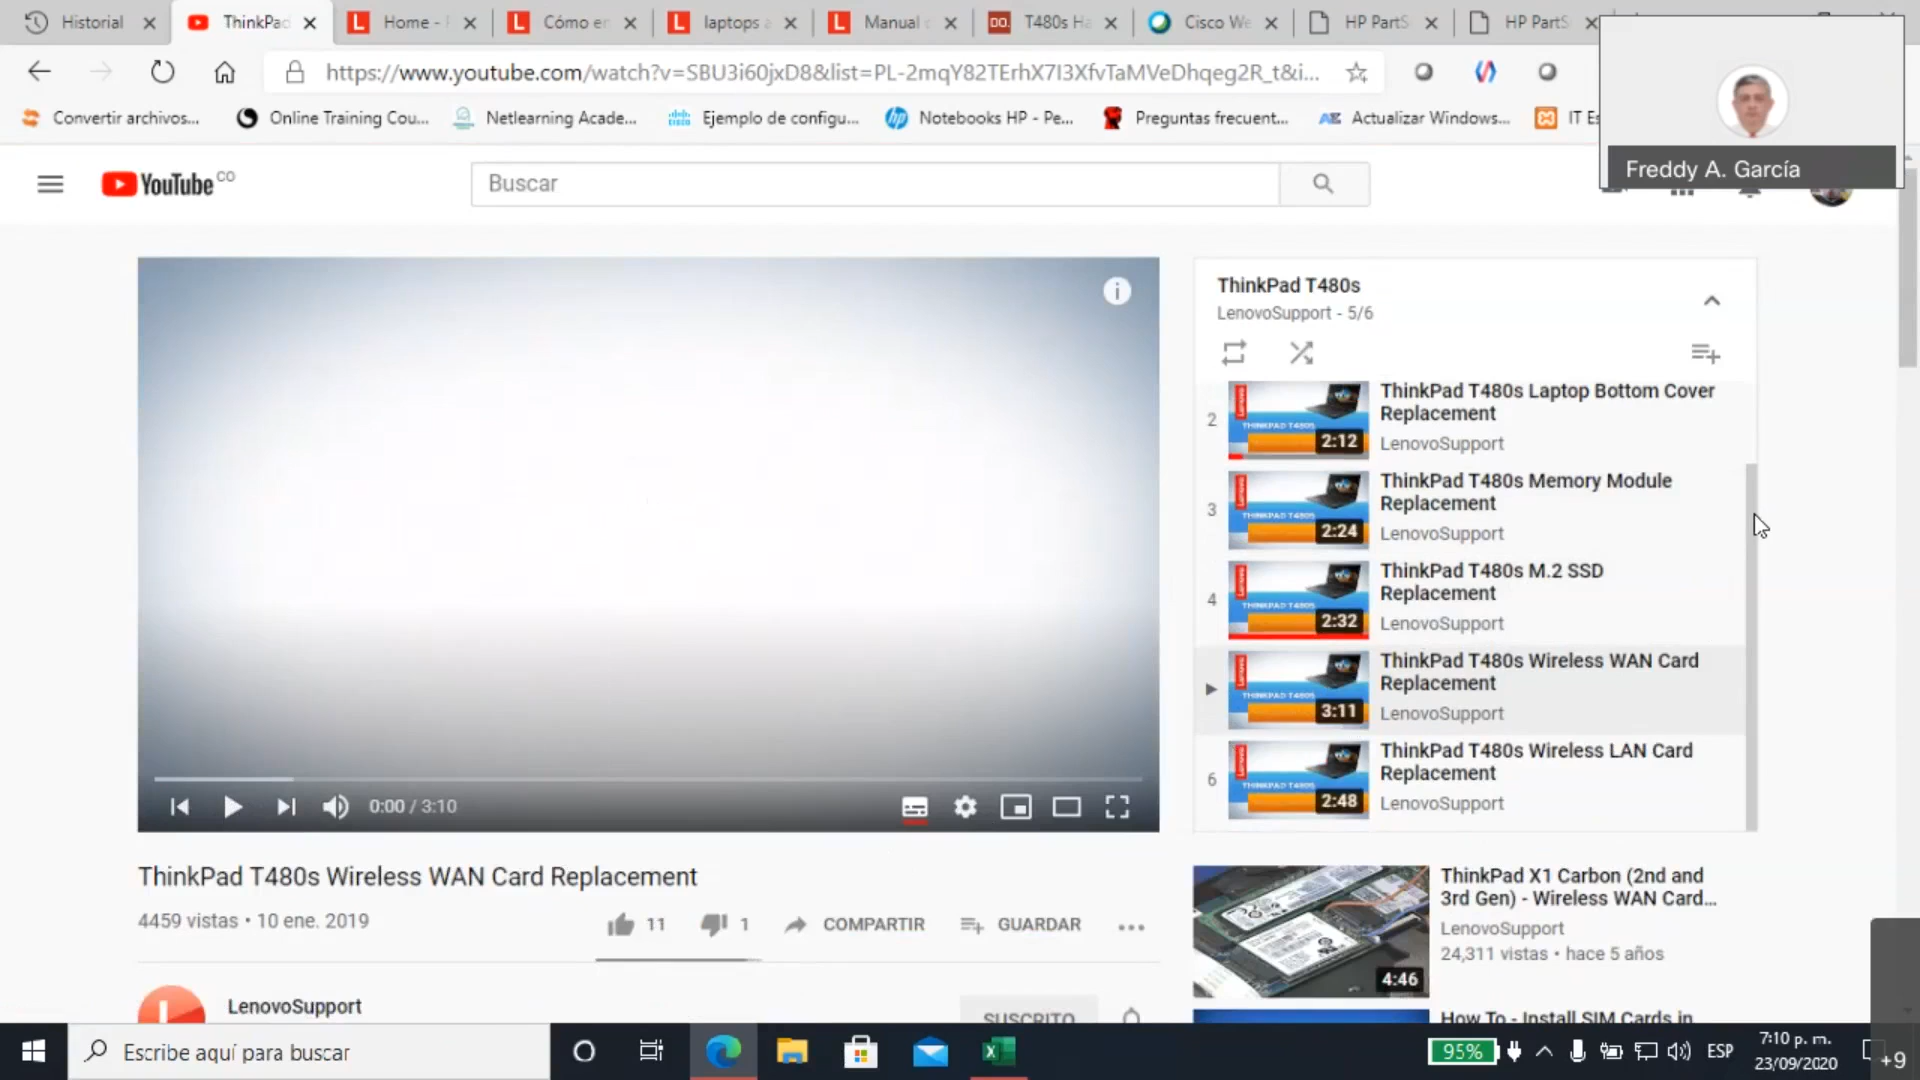 Historial
ThinkPad
Home -
Cómo en
laptops a
Manual
T480s Ha
Cisco We
HP PartS
HP PartS
https://www.youtube.com/watch?v=SBU3i60jxD8&list=PL-2mqY82TErhX7I3XfvTaMVeDhqeg2R_t&i...
Convertir archivos...
Online Training Cou...
Netlearning Acade...
Ejemplo de configu...
Notebooks HP - Pe...
Preguntas frecuent...
Actualizar Windows...
IT Es
Freddy A. García
YouTube CO
Buscar
ThinkPad T480s
LenovoSupport - 5/6
2
2:12
ThinkPad T480s Laptop Bottom Cover
Replacement
LenovoSupport
3
2:24
ThinkPad T480s Memory Module
Replacement
LenovoSupport
4
2:32
ThinkPad T480s M.2 SSD
Replacement
LenovoSupport
3:11
ThinkPad T480s Wireless WAN Card
Replacement
LenovoSupport
6
2:48
ThinkPad T480s Wireless LAN Card
Replacement
LenovoSupport
0:00 / 3:10
ThinkPad T480s Wireless WAN Card Replacement
4459 vistas • 10 ene. 2019
11
1
COMPARTIR
GUARDAR
LenovoSupport
SUSCRITO
4:46
ThinkPad X1 Carbon (2nd and
3rd Gen) - Wireless WAN Card...
LenovoSupport
24,311 vistas • hace 5 años
How To - Install SIM Cards in
Escribe aquí para buscar
95%
ESP
7:10 p. m.
23/09/2020
+9